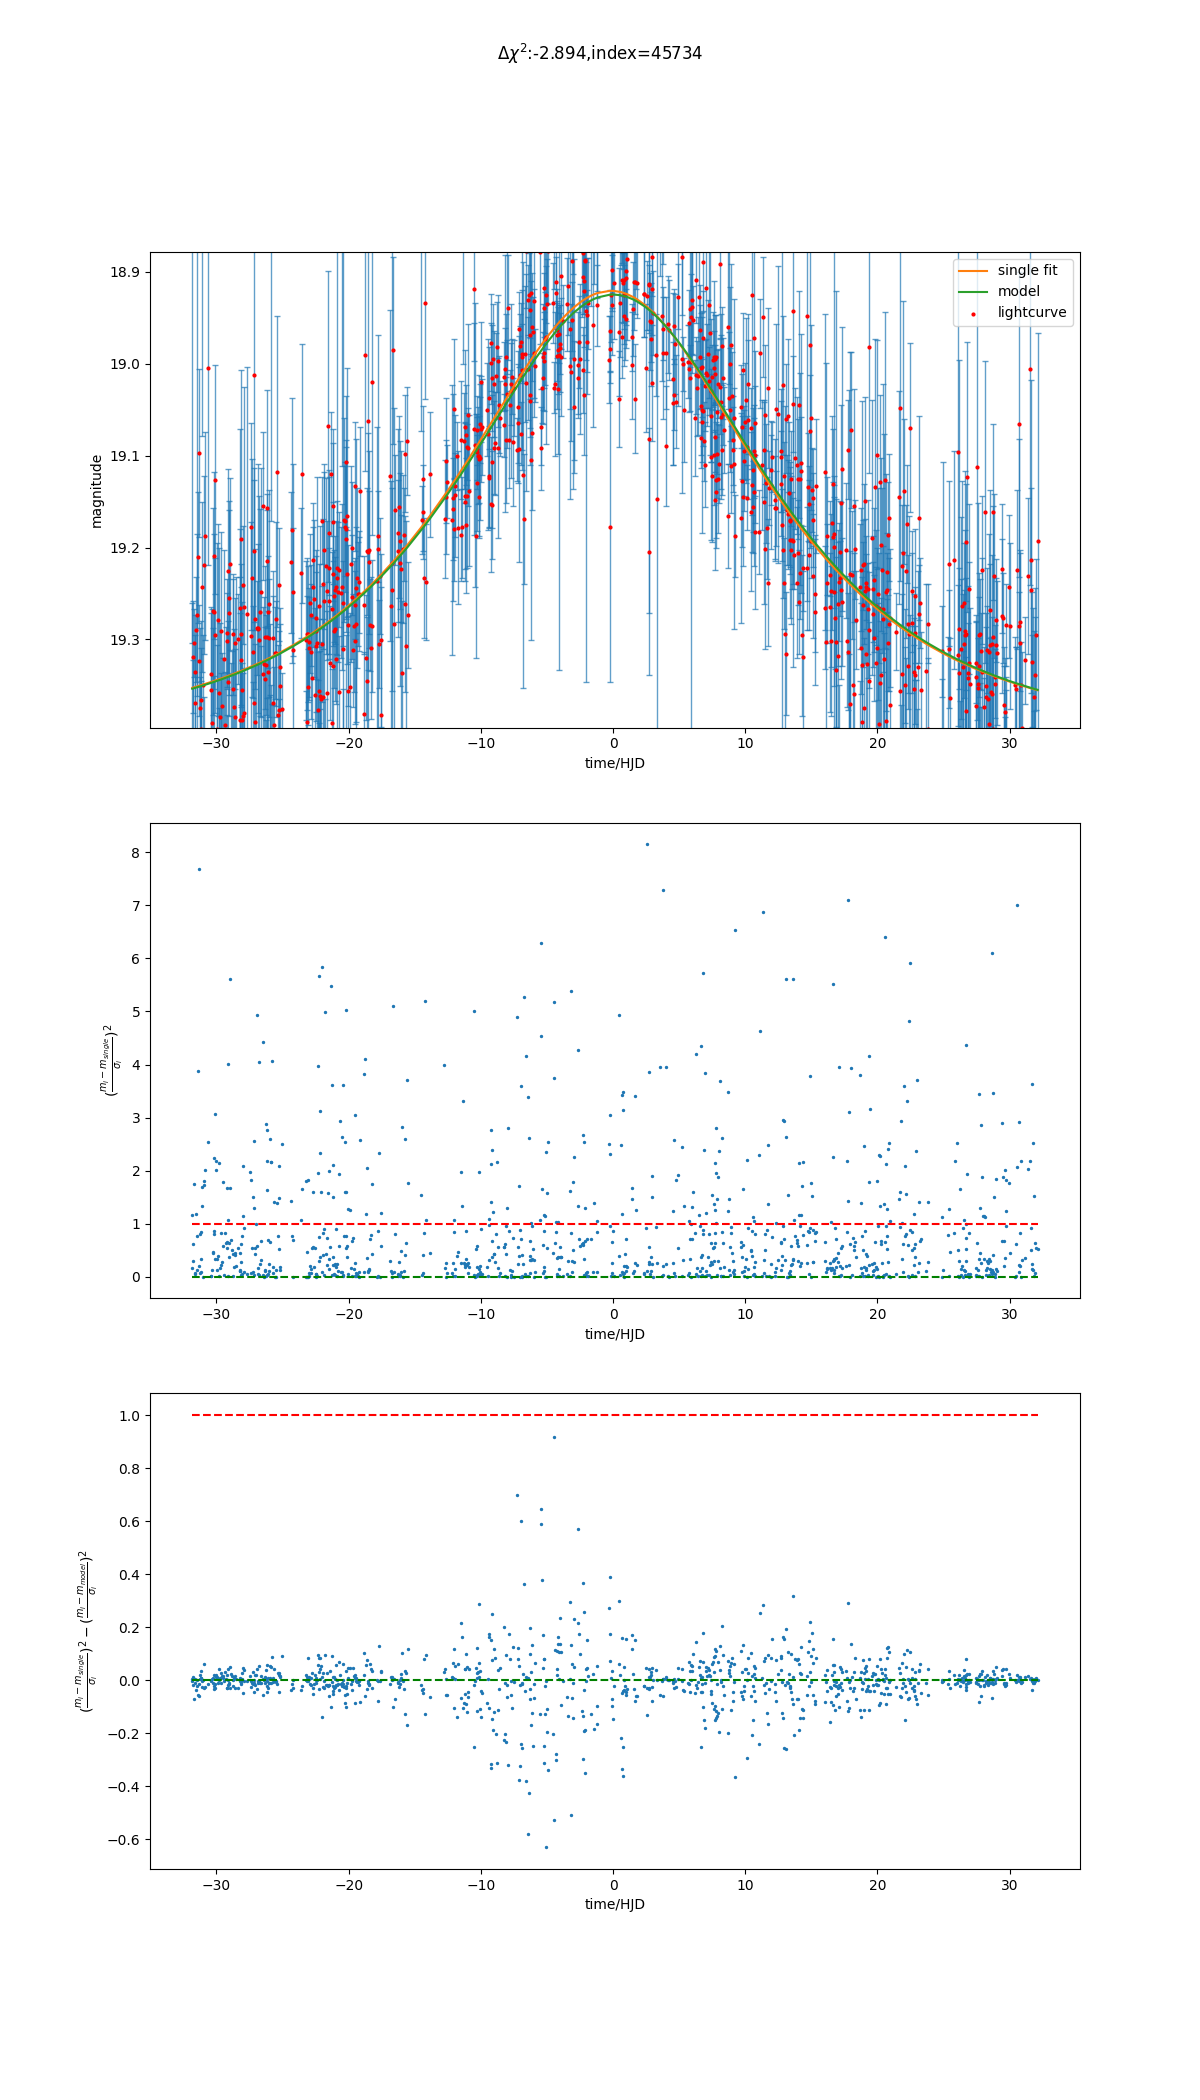 Δχ²:-2.894,index=45734
18.9
19.0
19.1
19.2
19.3
magnitude
single fit
model
lightcurve
−30 −20 −10 0 10 20 30
time/HJD
8
7
6
5
4
3
2
1
0
(m_i − m_single / σ_i)²
−30 −20 −10 0 10 20 30
time/HJD
1.0
0.8
0.6
0.4
0.2
0.0
−0.2
−0.4
−0.6
(m_i − m_single / σ_i)² − (m_i − m_model / σ_i)²
−30 −20 −10 0 10 20 30
time/HJD